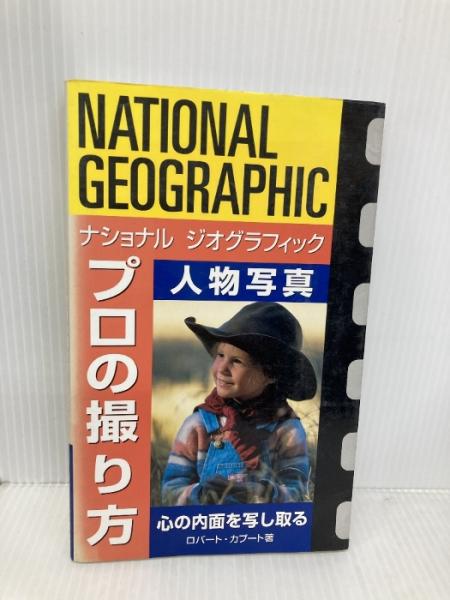 NATIONAL
GEOGRAPHIC
ナショナル ジオグラフィック
プロの撮り方
人物写真
心の内面を写し取る
ロバート・カプート著